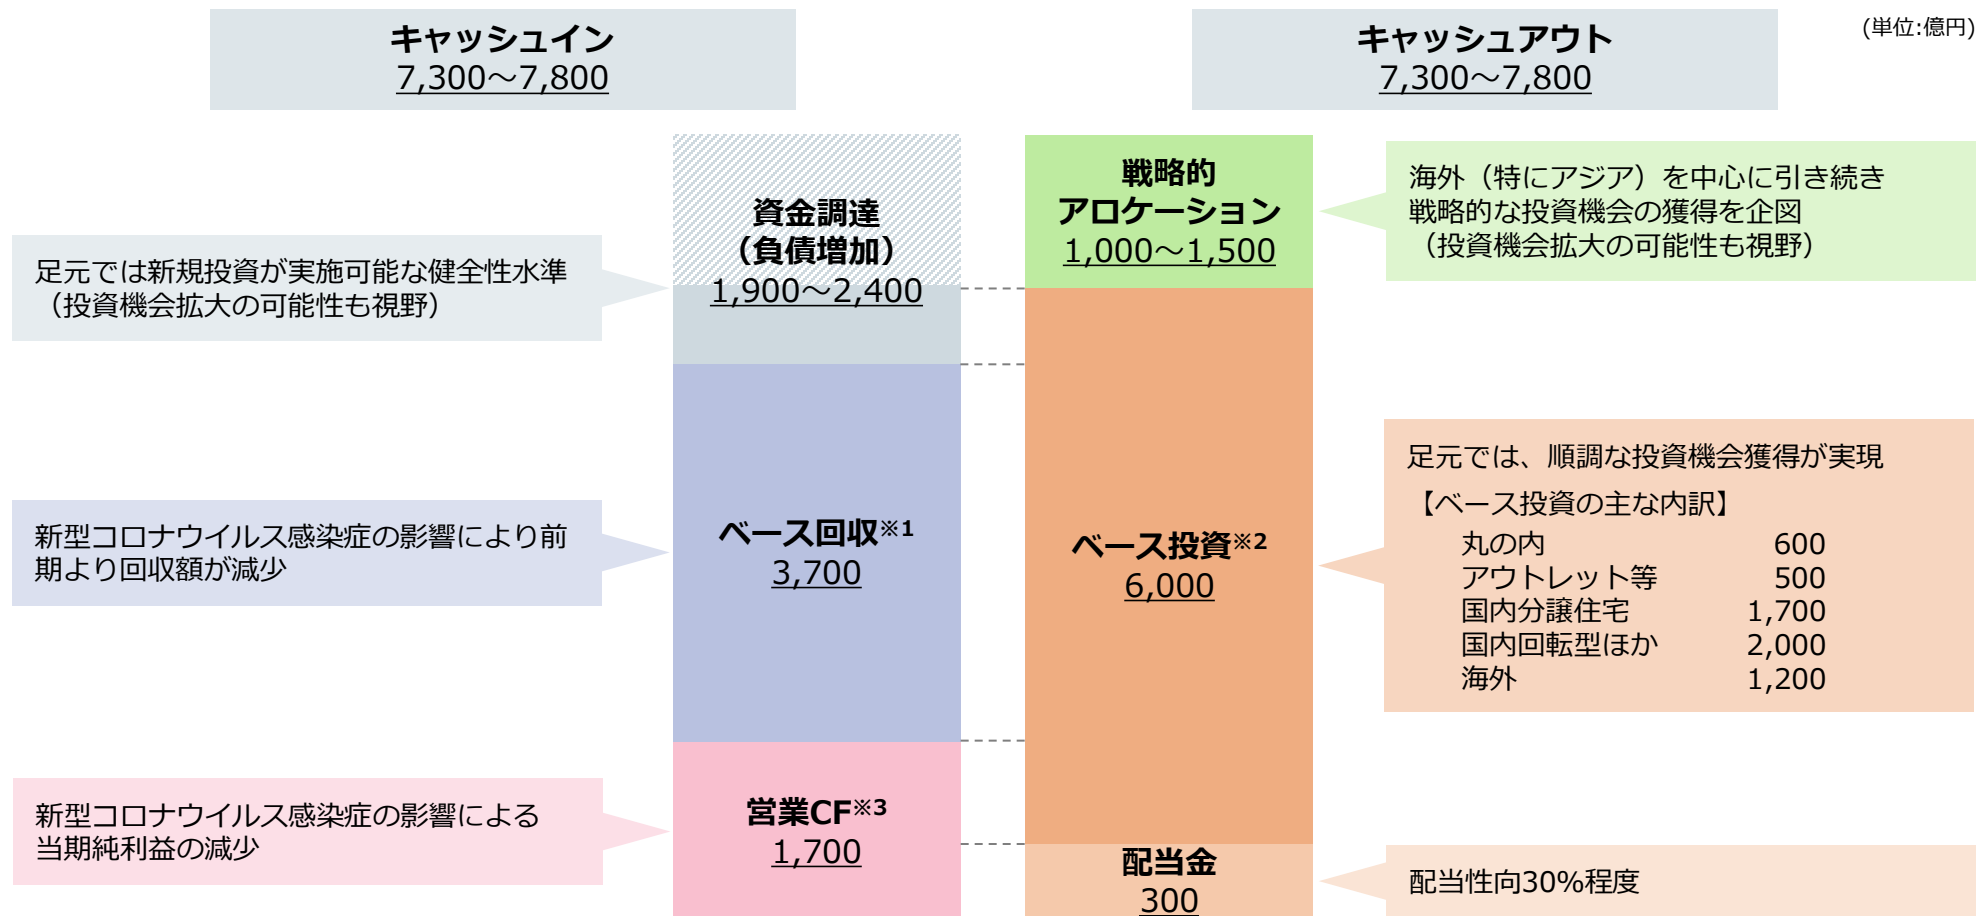 キャッシュイン
7,300～7,800
キャッシュアウト
7,300～7,800
(単位:億円)
資金調達
（負債増加）
1,900～2,400
足元では新規投資が実施可能な健全性水準
（投資機会拡大の可能性も視野）
ベース回収※1
3,700
新型コロナウイルス感染症の影響により前
期より回収額が減少
営業CF※3
1,700
新型コロナウイルス感染症の影響による
当期純利益の減少
戦略的
アロケーション
1,000～1,500
海外（特にアジア）を中心に引き続き
戦略的な投資機会の獲得を企図
（投資機会拡大の可能性も視野）
ベース投資※2
6,000
足元では、順調な投資機会獲得が実現
【ベース投資の主な内訳】
丸の内 600
アウトレット等 500
国内分譲住宅 1,700
国内回転型ほか 2,000
海外 1,200
配当金
300
配当性向30%程度